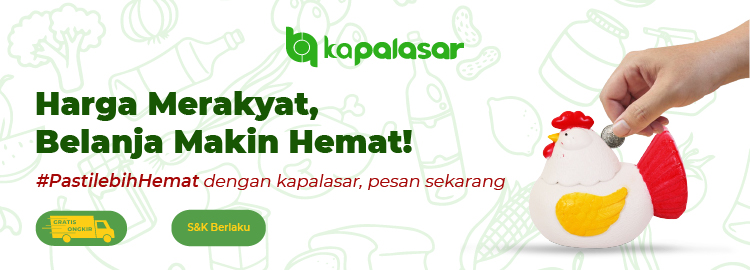 kapalasar
Harga Merakyat,
Belanja Makin Hemat!
#PastilebihHemat dengan kapalasar, pesan sekarang
GRATIS
ONGKIR
S&K Berlaku